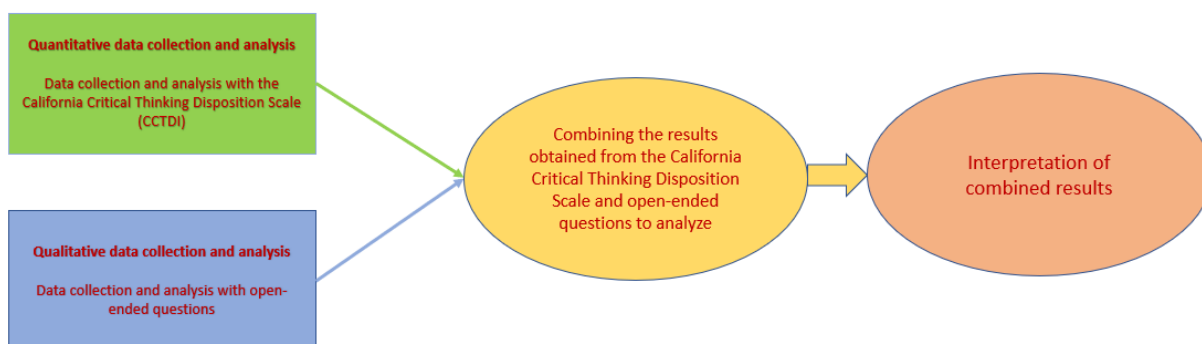 Quantitative data collection and analysis
Data collection and analysis with the
California Critical Thinking Disposition Scale
(CCTDI)
Qualitative data collection and analysis
Data collection and analysis with open-
ended questions
Combining the results
obtained from the California
Critical Thinking Disposition
Scale and open-ended
questions to analyze
Interpretation of
combined results